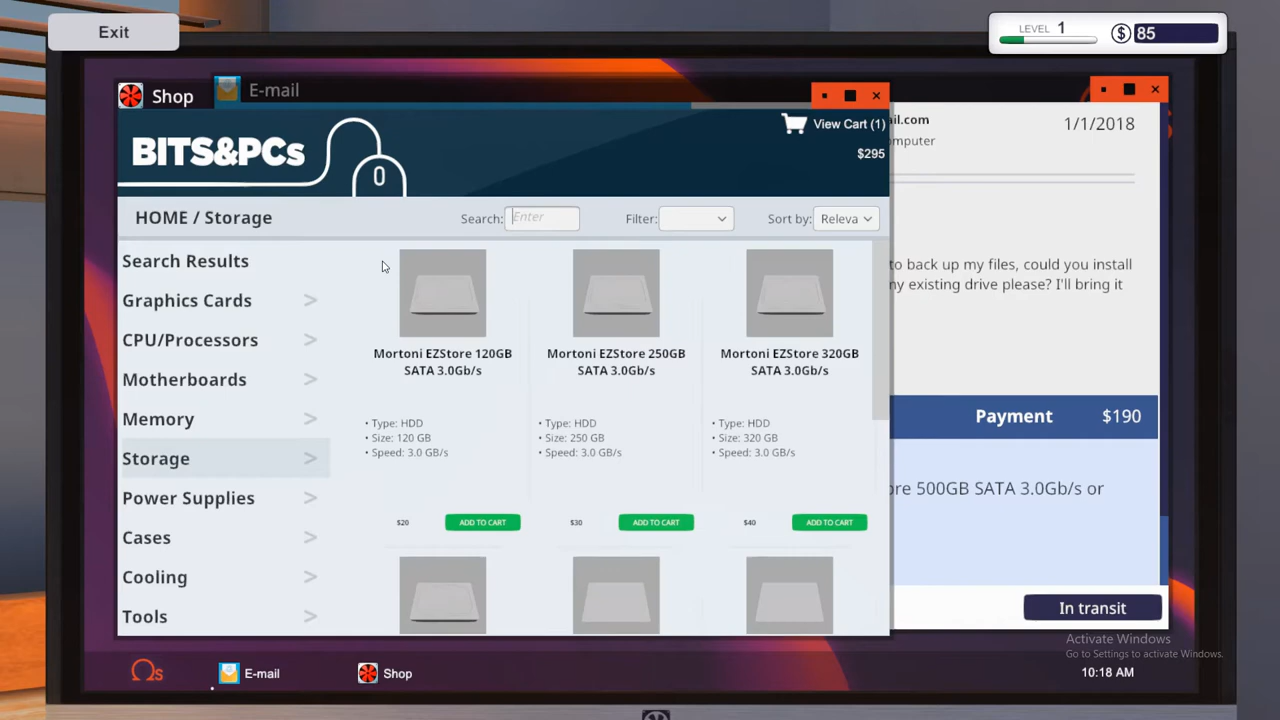 Exit
LEVEL 1
$ 85
Shop
E-mail
BITS&PCs
View Cart (1)
$295
ail.com
omputer
1/1/2018
HOME / Storage
Search: Enter
Filter:
Sort by: Releva
Search Results
Graphics Cards >
CPU/Processors >
Motherboards >
Memory >
Storage >
Power Supplies >
Cases >
Cooling >
Tools >
Mortoni EZStore 120GB
SATA 3.0Gb/s
• Type: HDD
• Size: 120 GB
• Speed: 3.0 GB/s
$20 ADD TO CART
Mortoni EZStore 250GB
SATA 3.0Gb/s
• Type: HDD
• Size: 250 GB
• Speed: 3.0 GB/s
$30 ADD TO CART
Mortoni EZStore 320GB
SATA 3.0Gb/s
• Type: HDD
• Size: 320 GB
• Speed: 3.0 GB/s
$40 ADD TO CART
to back up my files, could you install
my existing drive please? I'll bring it
Payment $190
ore 500GB SATA 3.0Gb/s or
In transit
Activate Windows
Go to Settings to activate Windows.
Ωs
E-mail
Shop
10:18 AM